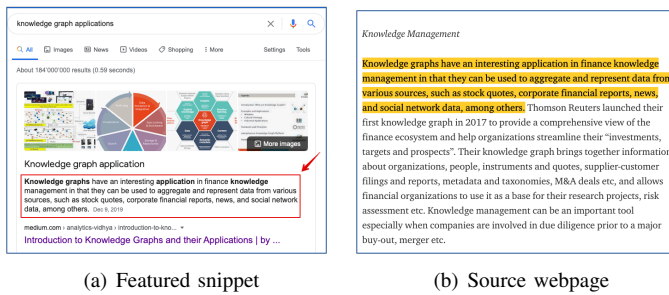 knowledge graph applications
All Images News Videos Shopping More Settings Tools
About 184'000'000 results (0.59 seconds)
More images
Knowledge graph application
Knowledge graphs have an interesting application in finance knowledge
management in that they can be used to aggregate and represent data from various
sources, such as stock quotes, corporate financial reports, news, and social network
data, among others. Dec 9, 2019
medium.com › analytics-vidhya › introduction-to-kno...
Introduction to Knowledge Graphs and their Applications | by ...
(a) Featured snippet
Knowledge Management
Knowledge graphs have an interesting application in finance knowledge
management in that they can be used to aggregate and represent data from
various sources, such as stock quotes, corporate financial reports, news,
and social network data, among others. Thomson Reuters launched their
first knowledge graph in 2017 to provide a comprehensive view of the
finance ecosystem and help organizations streamline their “investments,
targets and prospects”. Their knowledge graph brings together information
about organizations, people, instruments and quotes, supplier-customer
filings and reports, metadata and taxonomies, M&A deals etc, and allows
financial organizations to use it as a base for their research projects, risk
assessment etc. Knowledge management can be an important tool
especially when companies are involved in due diligence prior to a major
buy-out, merger etc.
(b) Source webpage